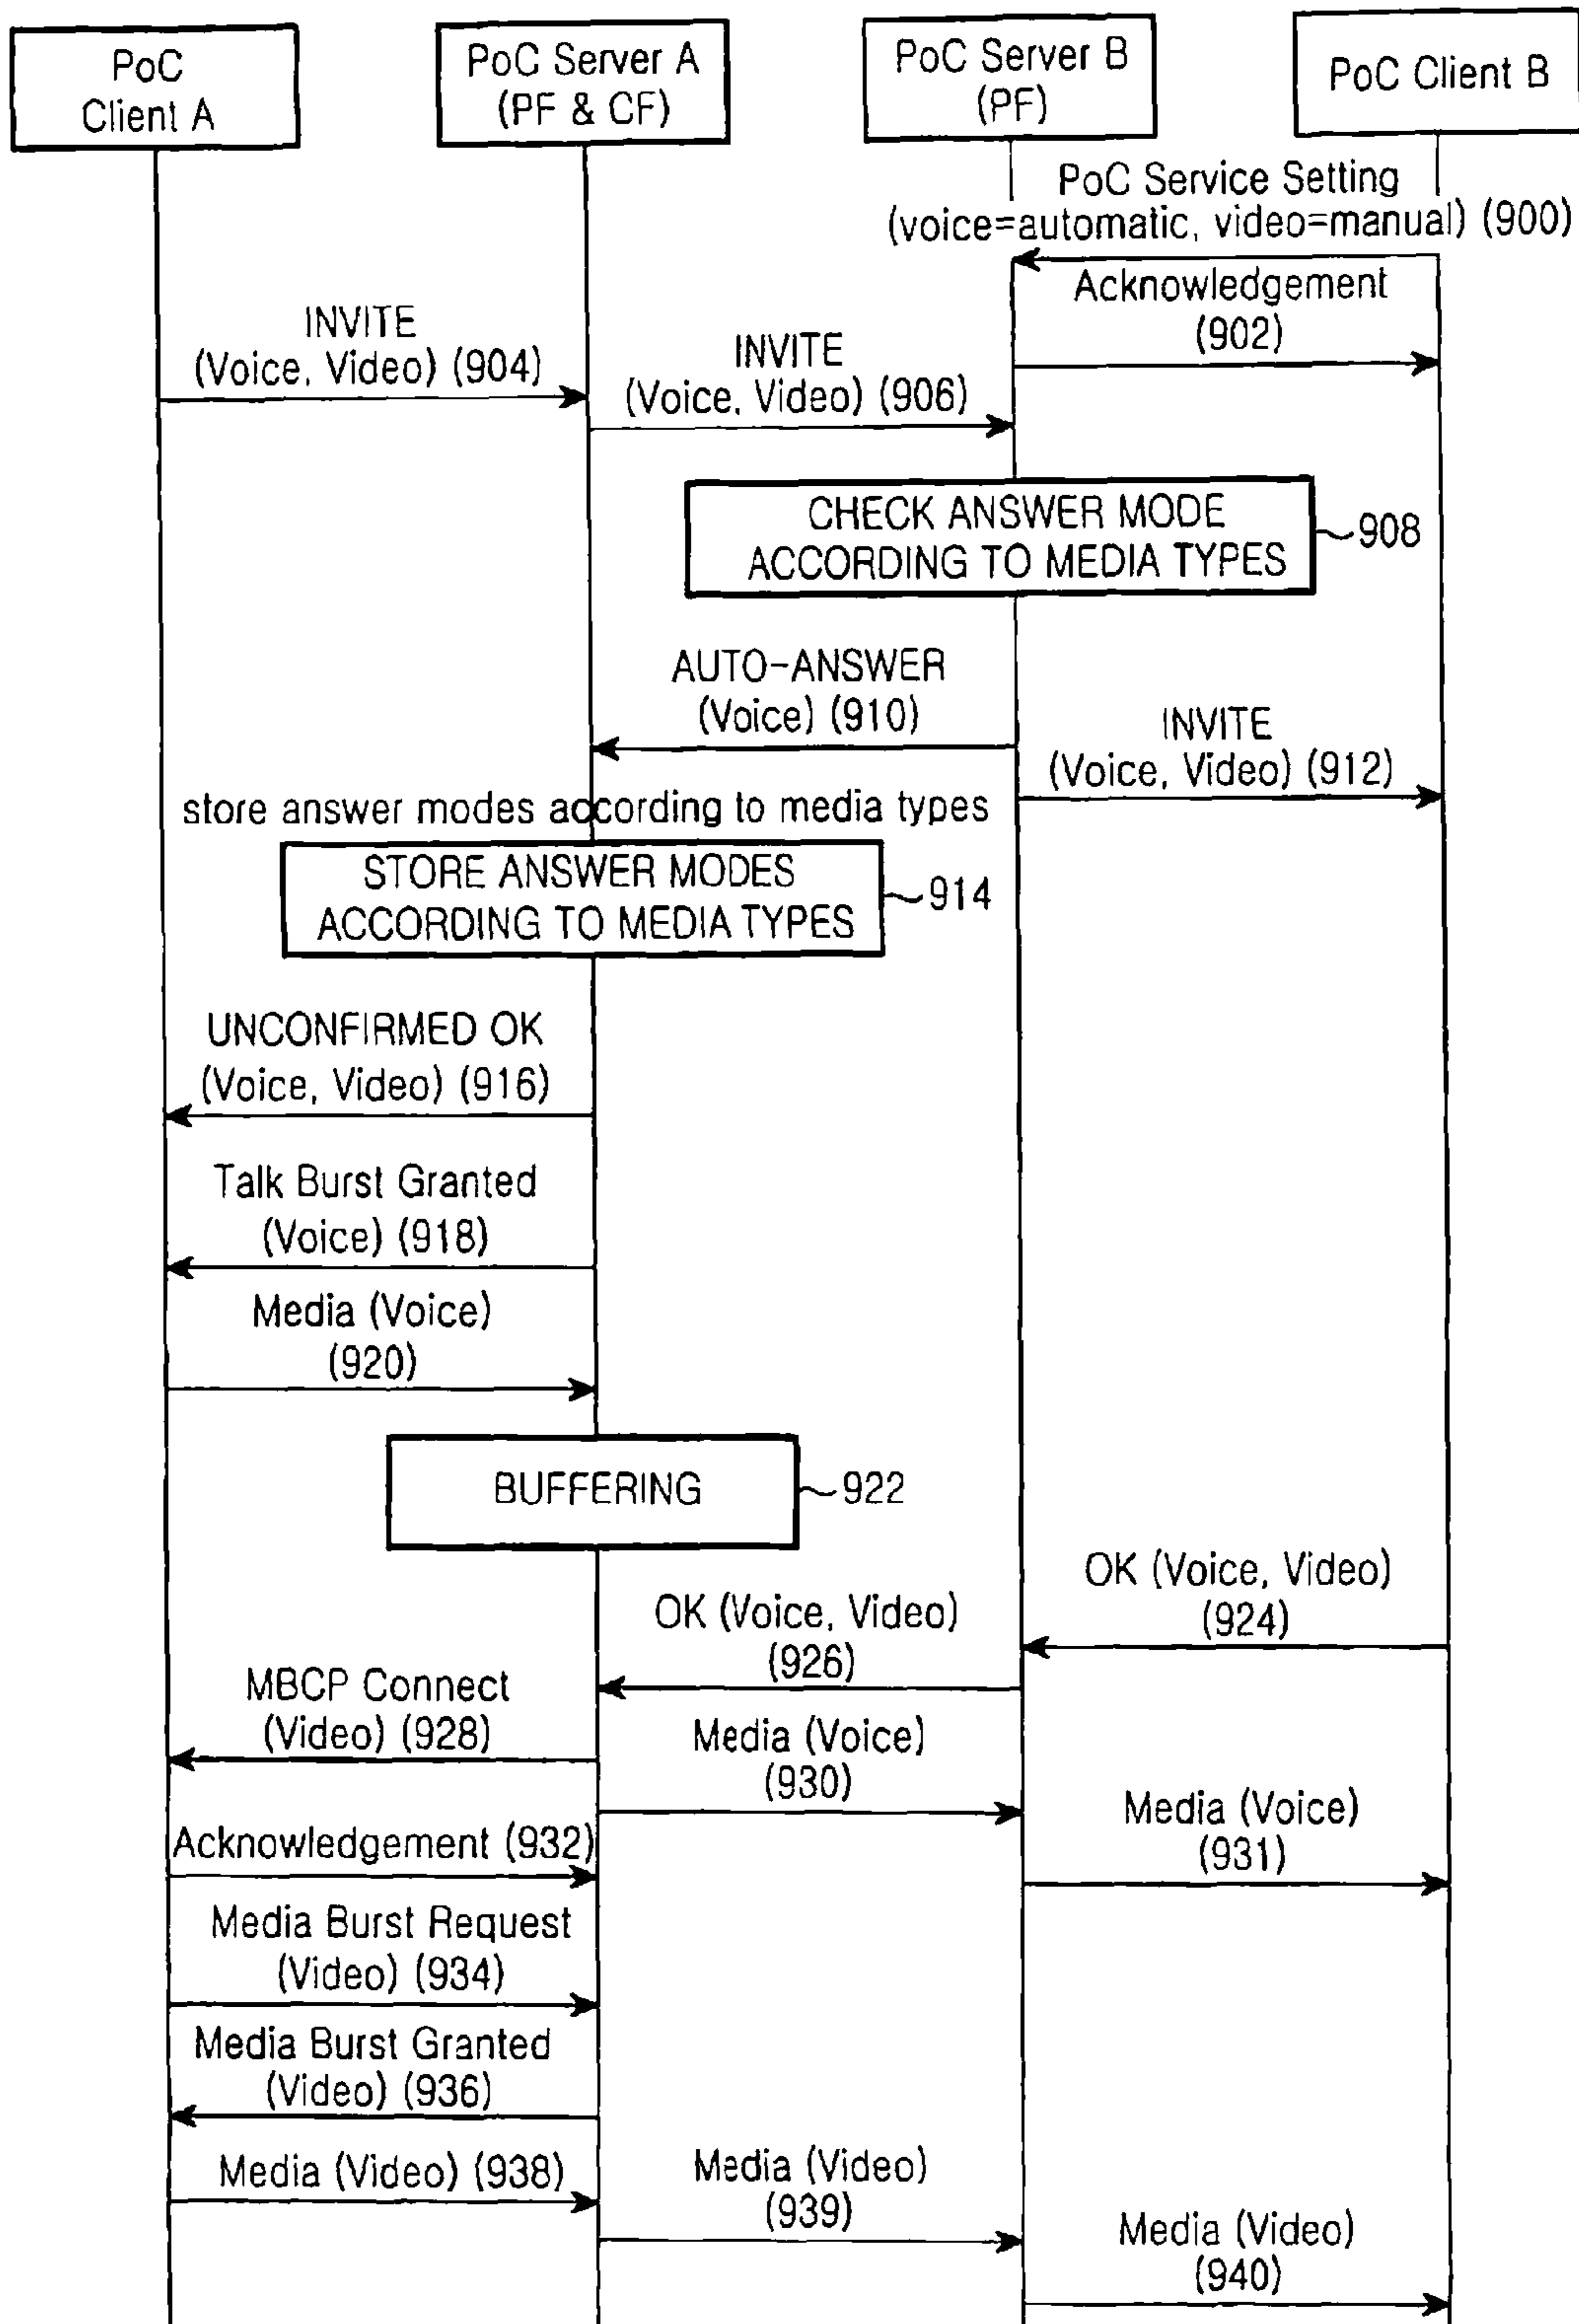 PoC
Client A
PoC Server A
(PF & CF)
PoC Server B
(PF)
PoC Client B
PoC Service Setting
(voice=automatic, video=manual) (900)
Acknowledgement
(902)
INVITE
(Voice, Video) (904)
INVITE
(Voice, Video) (906)
CHECK ANSWER MODE
ACCORDING TO MEDIA TYPES
908
AUTO-ANSWER
(Voice) (910)
INVITE
(Voice, Video) (912)
store answer modes according to media types
STORE ANSWER MODES
ACCORDING TO MEDIA TYPES
914
UNCONFIRMED OK
(Voice, Video) (916)
Talk Burst Granted
(Voice) (918)
Media (Voice)
(920)
BUFFERING
922
OK (Voice, Video)
(924)
OK (Voice, Video)
(926)
MBCP Connect
(Video) (928)
Media (Voice)
(930)
Media (Voice)
(931)
Acknowledgement (932)
Media Burst Request
(Video) (934)
Media Burst Granted
(Video) (936)
Media (Video) (938)
Media (Video)
(939)
Media (Video)
(940)